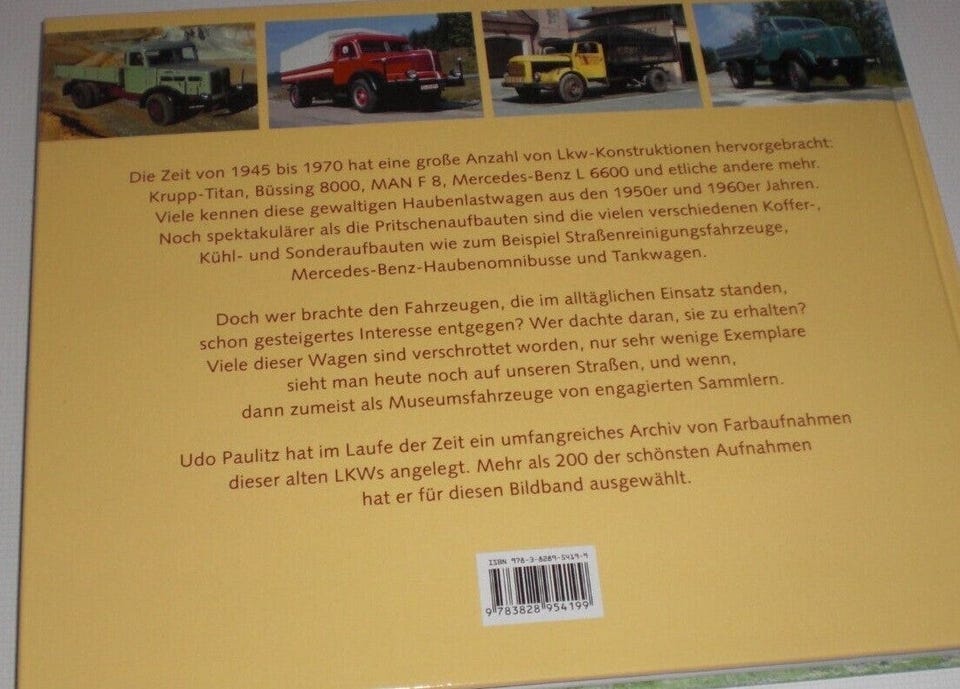 Die Zeit von 1945 bis 1970 hat eine große Anzahl von Lkw-Konstruktionen hervorgebracht:
Krupp-Titan, Büssing 8000, MAN F 8, Mercedes-Benz L 6600 und etliche andere mehr.
Viele kennen diese gewaltigen Haubenlastwagen aus den 1950er und 1960er Jahren.
Noch spektakulärer als die Pritschenaufbauten sind die vielen verschiedenen Koffer-,
Kühl- und Sonderaufbauten wie zum Beispiel Straßenreinigungsfahrzeuge,
Mercedes-Benz-Haubenomnibusse und Tankwagen.
Doch wer brachte den Fahrzeugen, die im alltäglichen Einsatz standen,
schon gesteigertes Interesse entgegen? Wer dachte daran, sie zu erhalten?
Viele dieser Wagen sind verschrottet worden, nur sehr wenige Exemplare
sieht man heute noch auf unseren Straßen, und wenn,
dann zumeist als Museumsfahrzeuge von engagierten Sammlern.
Udo Paulitz hat im Laufe der Zeit ein umfangreiches Archiv von Farbaufnahmen
dieser alten LKWs angelegt. Mehr als 200 der schönsten Aufnahmen
hat er für diesen Bildband ausgewählt.
ISBN 978-3-8289-5419-9
9 783828 954199